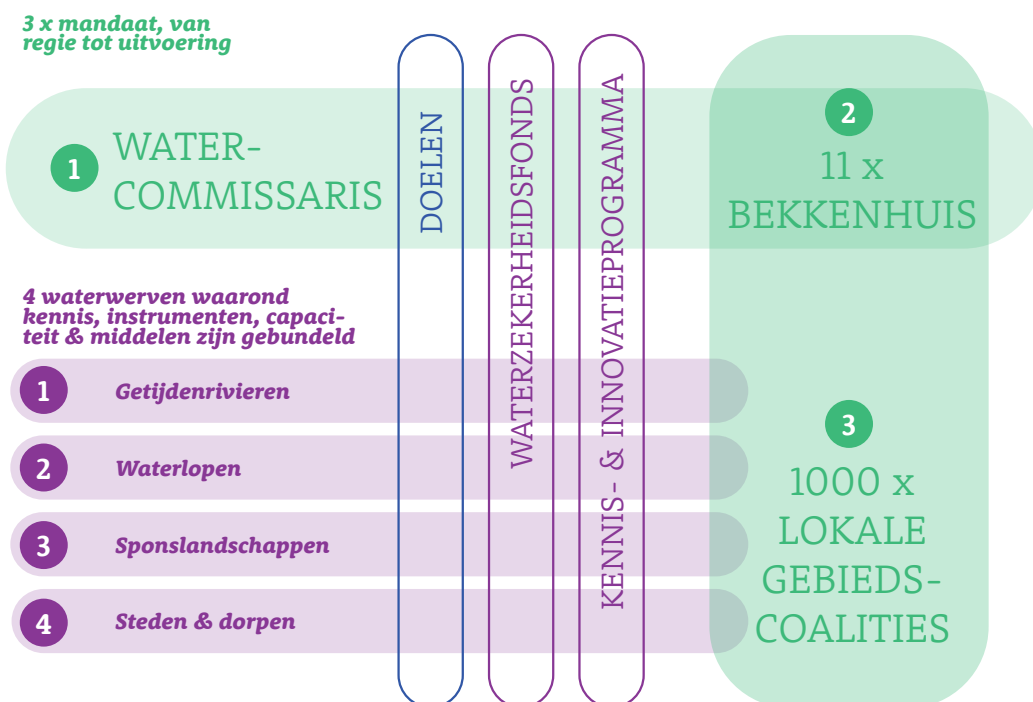 3 x mandaat, van
regie tot uitvoering
1
WATER-
COMMISSARIS
DOELEN
WATERZEKERHEIDSFONDS
KENNIS- & INNOVATIEPROGRAMMA
2
11 x
BEKKENHUIS
4 waterwerven waarond
kennis, instrumenten, capaci-
teit & middelen zijn gebundeld
1
Getijdenrivieren
2
Waterlopen
3
Sponslandschappen
4
Steden & dorpen
3
1000 x
LOKALE
GEBIEDS-
COALITIES